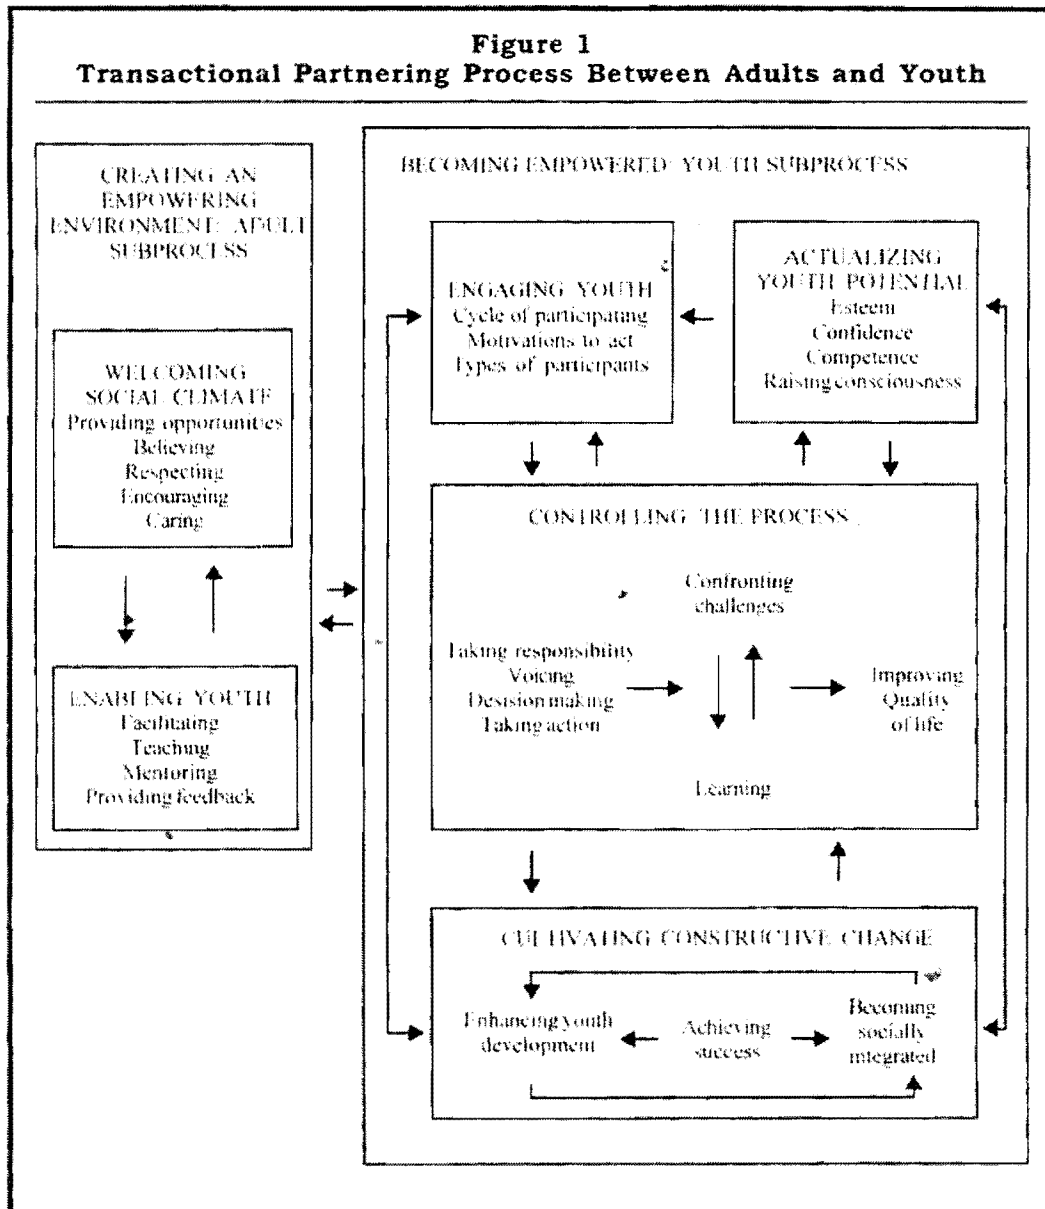 Figure 1
Transactional Partnering Process Between Adults and Youth
CREATING AN
EMPOWERING
ENVIRONMENT: ADULT
SUBPROCESS
WELCOMING
SOCIAL CLIMATE
Providing opportunities
Believing
Respecting
Encouraging
Caring
ENABLING YOUTH
Facilitating
Teaching
Mentoring
Providing feedback
BECOMING EMPOWERED: YOUTH SUBPROCESS
ENGAGING YOUTH
Cycle of participating
Motivations to act
Types of participants
ACTUALIZING
YOUTH POTENTIAL
Esteem
Confidence
Competence
Raising consciousness
CONTROLLING THE PROCESS
Confronting
challenges
Taking responsibility
Voicing
Desision making
Taking action
Improving
Quality
of life
Learning
CULTIVATING CONSTRUCTIVE CHANGE
Enhancing youth
development
Achieving
success
Becoming
socially
integrated